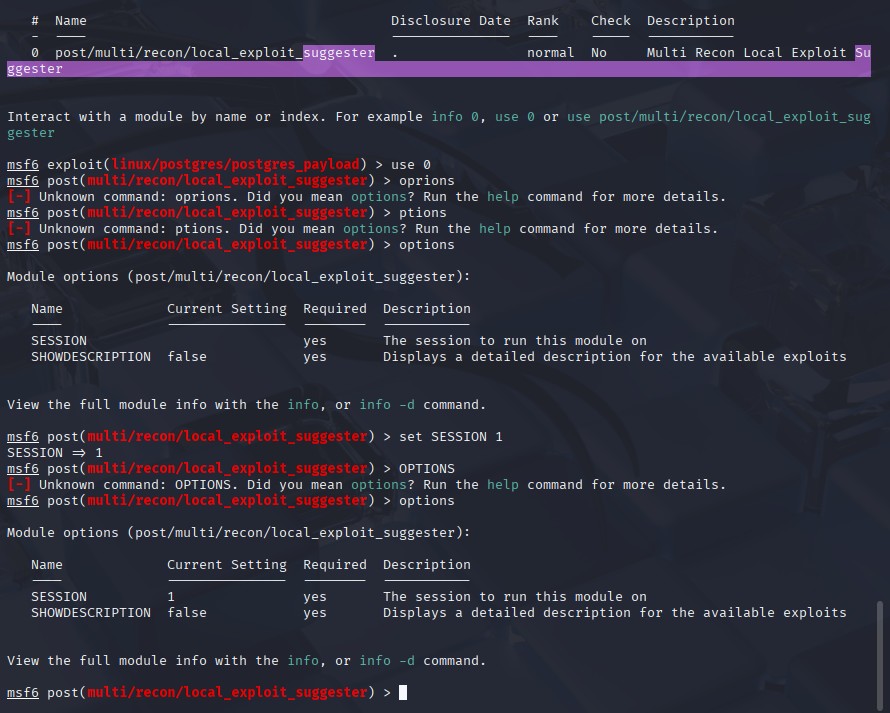 #  Name                                      Disclosure Date  Rank    Check  Description
-  ----                                      ---------------  ----    -----  -----------
0  post/multi/recon/local_exploit_suggester  .                normal  No     Multi Recon Local Exploit Su
ggester
Interact with a module by name or index. For example info 0, use 0 or use post/multi/recon/local_exploit_sug
gester
msf6 exploit(linux/postgres/postgres_payload) > use 0
msf6 post(multi/recon/local_exploit_suggester) > oprions
[-] Unknown command: oprions. Did you mean options? Run the help command for more details.
msf6 post(multi/recon/local_exploit_suggester) > ptions
[-] Unknown command: ptions. Did you mean options? Run the help command for more details.
msf6 post(multi/recon/local_exploit_suggester) > options
Module options (post/multi/recon/local_exploit_suggester):
Name             Current Setting  Required  Description
----             ---------------  --------  -----------
SESSION                           yes       The session to run this module on
SHOWDESCRIPTION  false            yes       Displays a detailed description for the available exploits
View the full module info with the info, or info -d command.
msf6 post(multi/recon/local_exploit_suggester) > set SESSION 1
SESSION => 1
msf6 post(multi/recon/local_exploit_suggester) > OPTIONS
[-] Unknown command: OPTIONS. Did you mean options? Run the help command for more details.
msf6 post(multi/recon/local_exploit_suggester) > options
Module options (post/multi/recon/local_exploit_suggester):
Name             Current Setting  Required  Description
----             ---------------  --------  -----------
SESSION          1                yes       The session to run this module on
SHOWDESCRIPTION  false            yes       Displays a detailed description for the available exploits
View the full module info with the info, or info -d command.
msf6 post(multi/recon/local_exploit_suggester) >